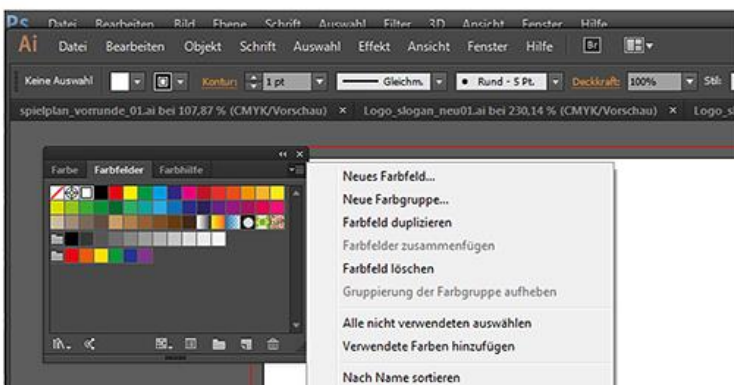 Ps Datei Bearbeiten Bild Ebene Schrift Auswahl Filter 3D Ansicht Fenster Hilfe
Ai Datei Bearbeiten Objekt Schrift Auswahl Effekt Ansicht Fenster Hilfe Br
Keine Auswahl Kontur: 1 pt Gleichm. Rund - 5 Pt. Deckkraft: 100% Stil:
spielplan_vorrunde_01.ai bei 107,87 % (CMYK/Vorschau) × Logo_slogan_neu01.ai bei 230,14 % (CMYK/Vorschau) ×
Farbe Farbfelder Farbhilfe
Neues Farbfeld...
Neue Farbgruppe...
Farbfeld duplizieren
Farbfelder zusammenfügen
Farbfeld löschen
Gruppierung der Farbgruppe aufheben
Alle nicht verwendeten auswählen
Verwendete Farben hinzufügen
Nach Name sortieren